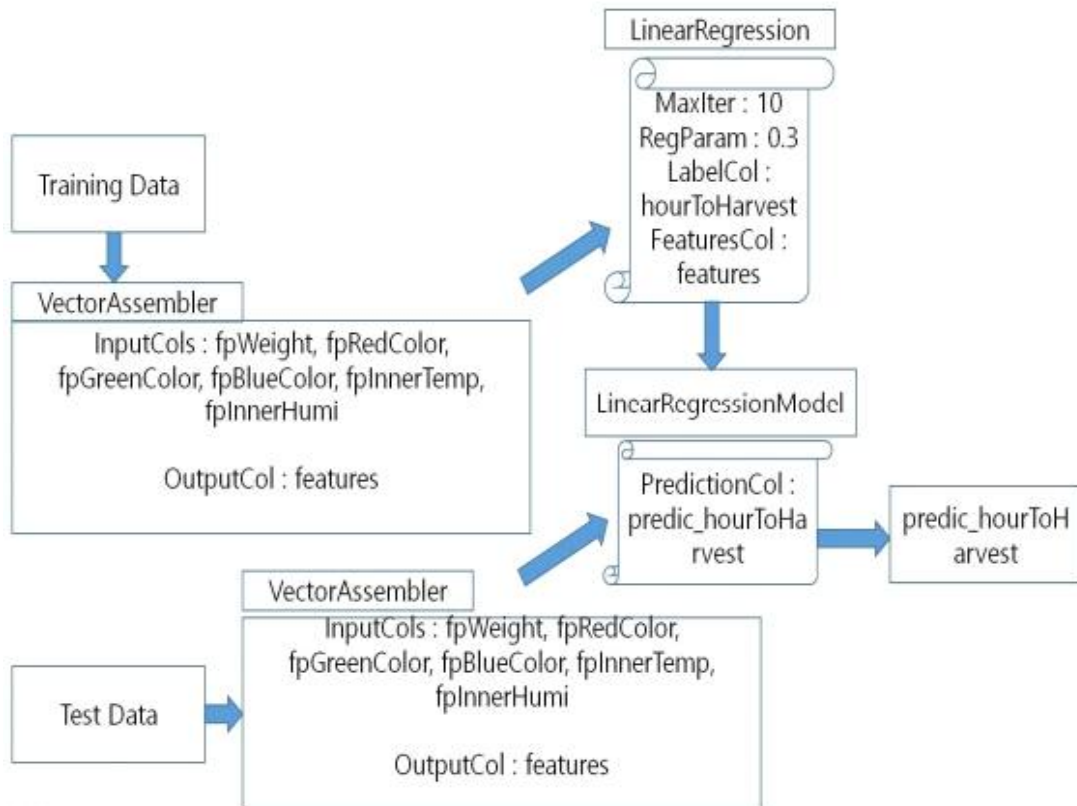 LinearRegression
MaxIter : 10
RegParam : 0.3
LabelCol :
hourToHarvest
FeaturesCol :
features
Training Data
VectorAssembler
InputCols : fpWeight, fpRedColor,
fpGreenColor, fpBlueColor, fpInnerTemp,
fpInnerHumi
OutputCol : features
LinearRegressionModel
PredictionCol :
predic_hourToHa
rvest
predic_hourToH
arvest
VectorAssembler
InputCols : fpWeight, fpRedColor,
fpGreenColor, fpBlueColor, fpInnerTemp,
fpInnerHumi
OutputCol : features
Test Data